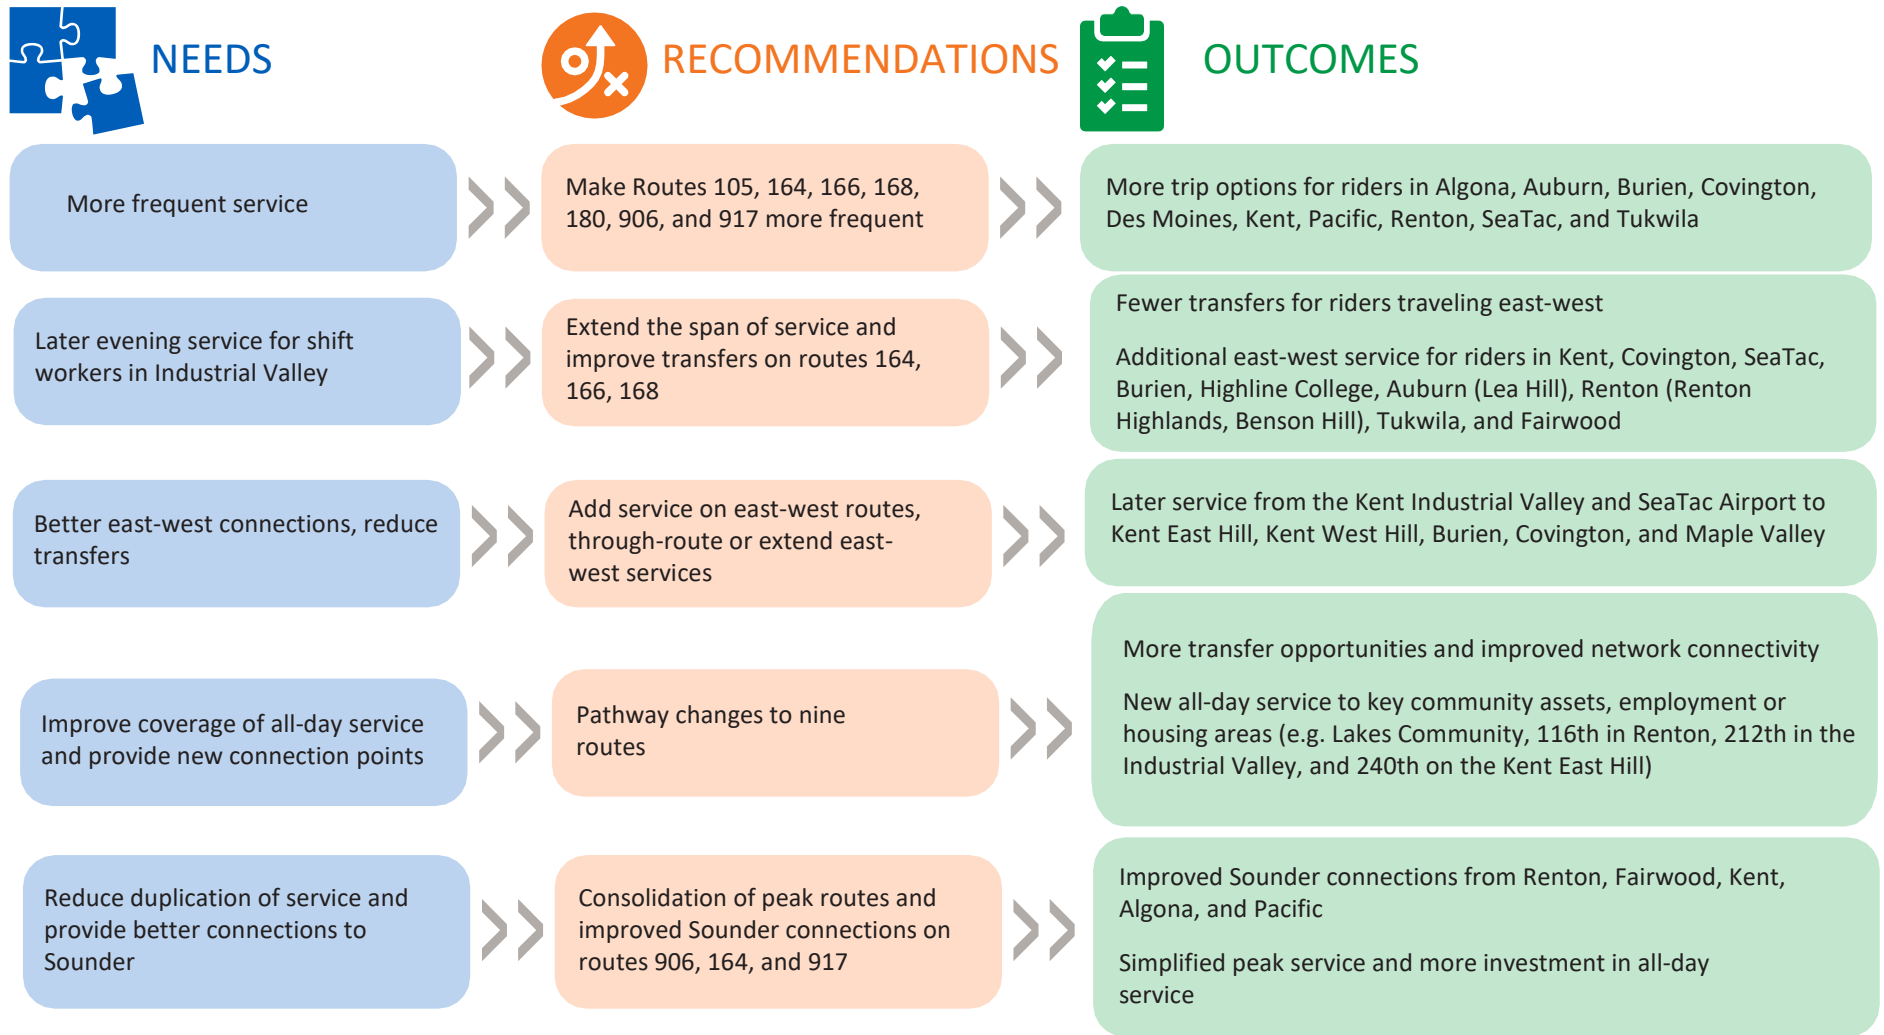 NEEDS
RECOMMENDATIONS
OUTCOMES
More frequent service
Make Routes 105, 164, 166, 168,
180, 906, and 917 more frequent
More trip options for riders in Algona, Auburn, Burien, Covington,
Des Moines, Kent, Pacific, Renton, SeaTac, and Tukwila
Later evening service for shift
workers in Industrial Valley
Extend the span of service and
improve transfers on routes 164,
166, 168
Fewer transfers for riders traveling east-west
Additional east-west service for riders in Kent, Covington, SeaTac,
Burien, Highline College, Auburn (Lea Hill), Renton (Renton
Highlands, Benson Hill), Tukwila, and Fairwood
Better east-west connections, reduce
transfers
Add service on east-west routes,
through-route or extend east-
west services
Later service from the Kent Industrial Valley and SeaTac Airport to
Kent East Hill, Kent West Hill, Burien, Covington, and Maple Valley
Improve coverage of all-day service
and provide new connection points
Pathway changes to nine
routes
More transfer opportunities and improved network connectivity
New all-day service to key community assets, employment or
housing areas (e.g. Lakes Community, 116th in Renton, 212th in the
Industrial Valley, and 240th on the Kent East Hill)
Reduce duplication of service and
provide better connections to
Sounder
Consolidation of peak routes and
improved Sounder connections on
routes 906, 164, and 917
Improved Sounder connections from Renton, Fairwood, Kent,
Algona, and Pacific
Simplified peak service and more investment in all-day
service